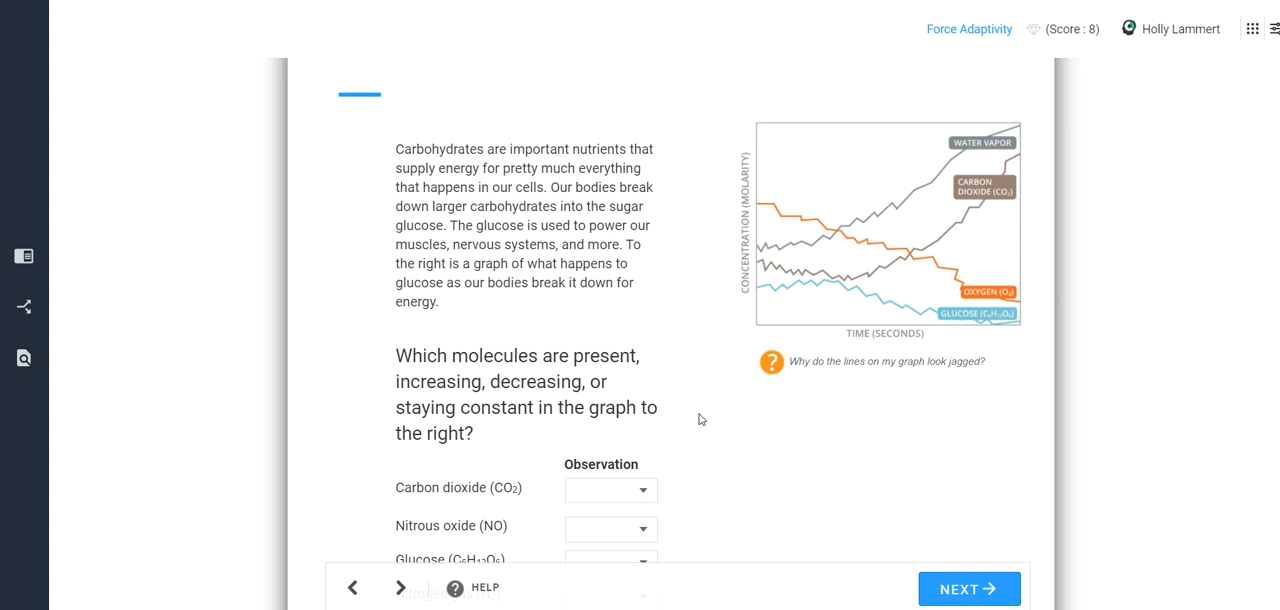 Force Adaptivity (Score : 8) Holly Lammert
Carbohydrates are important nutrients that
supply energy for pretty much everything
that happens in our cells. Our bodies break
down larger carbohydrates into the sugar
glucose. The glucose is used to power our
muscles, nervous systems, and more. To
the right is a graph of what happens to
glucose as our bodies break it down for
energy.
Which molecules are present,
increasing, decreasing, or
staying constant in the graph to
the right?
Observation
Carbon dioxide (CO₂)
Nitrous oxide (NO)
Glucose (C₆H₁₂O₆)
CONCENTRATION (MOLARITY)
WATER VAPOR
CARBON
DIOXIDE (CO₂)
OXYGEN (O₂)
GLUCOSE (C₆H₁₂O₆)
TIME (SECONDS)
? Why do the lines on my graph look jagged?
? HELP
NEXT